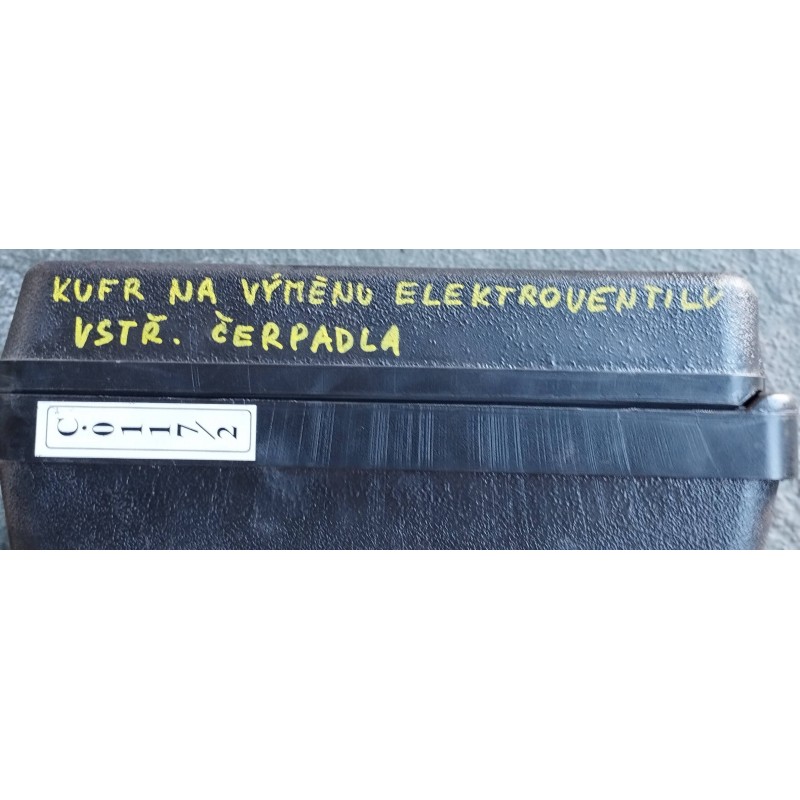 KUFR NA VÝMĚNU ELEKTROVENTILU
VSTŘ. ČERPADLA
C. 0117/2